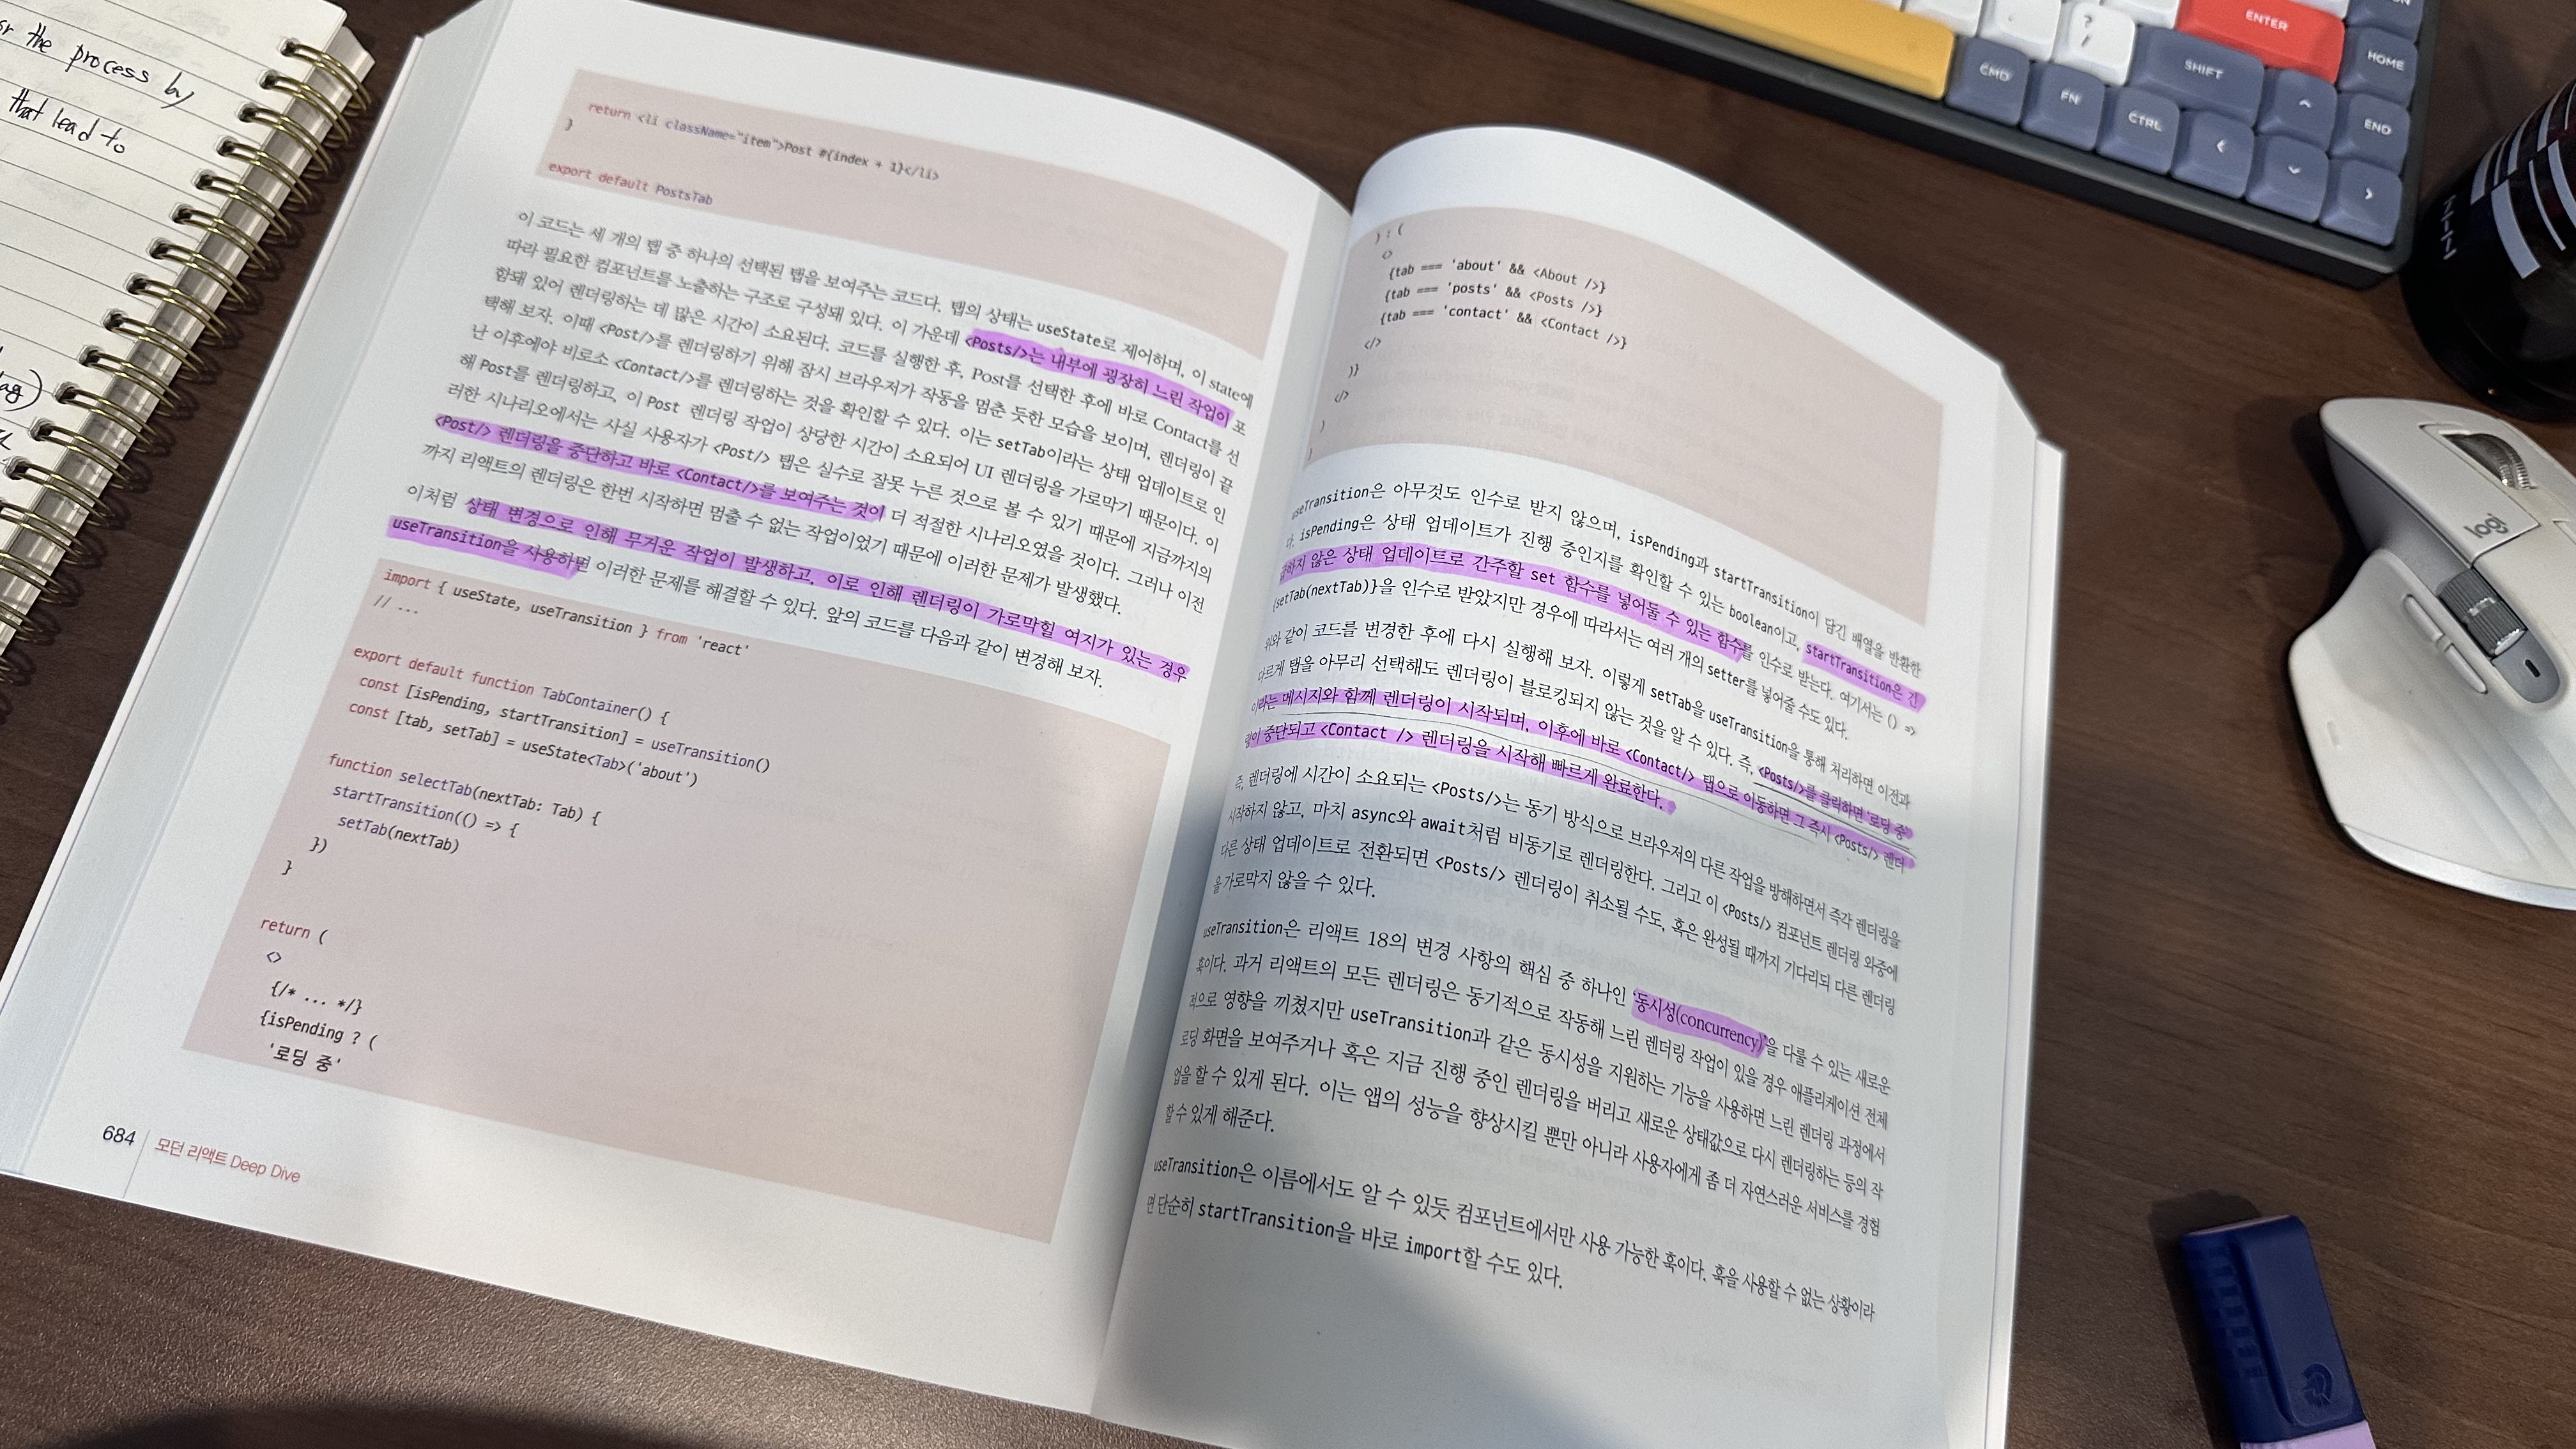 or the process by
that lead to
return <li className="item">Post #{index + 1}</li>
}
export default PostsTab
이 코드는 세 개의 탭 중 하나의 선택된 탭을 보여주는 코드다. 탭의 상태는 useState로 제어하며, 이 state에
따라 필요한 컴포넌트를 노출하는 구조로 구성돼 있다. 이 가운데 <Posts/>는 내부에 굉장히 느린 작업이 포
함돼 있어 렌더링하는 데 많은 시간이 소요된다. 코드를 실행한 후, Post를 선택한 후에 바로 Contact를 선
택해 보자. 이때 <Post/>를 렌더링하기 위해 잠시 브라우저가 작동을 멈춘 듯한 모습을 보이며, 렌더링이 끝
난 이후에야 비로소 <Contact/>를 렌더링하는 것을 확인할 수 있다. 이는 setTab이라는 상태 업데이트로 인
해 Post를 렌더링하고, 이 Post 렌더링 작업이 상당한 시간이 소요되어 UI 렌더링을 가로막기 때문이다. 이
러한 시나리오에서는 사실 사용자가 <Post/> 탭은 실수로 잘못 누른 것으로 볼 수 있기 때문에 지금까지의
<Post/> 렌더링을 중단하고 바로 <Contact/>를 보여주는 것이 더 적절한 시나리오였을 것이다. 그러나 이전
까지 리액트의 렌더링은 한번 시작하면 멈출 수 없는 작업이었기 때문에 이러한 문제가 발생했다.
이처럼 상태 변경으로 인해 무거운 작업이 발생하고, 이로 인해 렌더링이 가로막힐 여지가 있는 경우
useTransition을 사용하면 이러한 문제를 해결할 수 있다. 앞의 코드를 다음과 같이 변경해 보자.
import { useState, useTransition } from 'react'
// ...
export default function TabContainer() {
const [isPending, startTransition] = useTransition()
const [tab, setTab] = useState<Tab>('about')
function selectTab(nextTab: Tab) {
startTransition(() => {
setTab(nextTab)
})
}
return (
<>
{/* ... */}
{isPending ? (
'로딩 중'
684
모던 리액트 Deep Dive
) : (
<>
{tab === 'about' && <About />}
{tab === 'posts' && <Posts />}
{tab === 'contact' && <Contact />}
</>
)}
</>
)
}
useTransition은 아무것도 인수로 받지 않으며, isPending과 startTransition이 담긴 배열을 반환한
다. isPending은 상태 업데이트가 진행 중인지를 확인할 수 있는 boolean이고, startTransition은 긴
급하지 않은 상태 업데이트로 간주할 set 함수를 넣어둘 수 있는 함수를 인수로 받는다. 여기서는 () =>
{setTab(nextTab)}을 인수로 받았지만 경우에 따라서는 여러 개의 setter를 넣어줄 수도 있다.
위와 같이 코드를 변경한 후에 다시 실행해 보자. 이렇게 setTab을 useTransition을 통해 처리하면 이전과
다르게 탭을 아무리 선택해도 렌더링이 블로킹되지 않는 것을 알 수 있다. 즉, <Posts/>를 클릭하면 '로딩 중'
이라는 메시지와 함께 렌더링이 시작되며, 이후에 바로 <Contact/> 탭으로 이동하면 그 즉시 <Posts/> 렌더
링이 중단되고 <Contact /> 렌더링을 시작해 빠르게 완료한다.
즉, 렌더링에 시간이 소요되는 <Posts/>는 동기 방식으로 브라우저의 다른 작업을 방해하면서 즉각 렌더링을
시작하지 않고, 마치 async와 await처럼 비동기로 렌더링한다. 그리고 이 <Posts/> 컴포넌트 렌더링 와중에
다른 상태 업데이트로 전환되면 <Posts/> 렌더링이 취소될 수도, 혹은 완성될 때까지 기다리되 다른 렌더링
을 가로막지 않을 수 있다.
useTransition은 리액트 18의 변경 사항의 핵심 중 하나인 '동시성(concurrency)'을 다룰 수 있는 새로운
훅이다. 과거 리액트의 모든 렌더링은 동기적으로 작동해 느린 렌더링 작업이 있을 경우 애플리케이션 전체
적으로 영향을 끼쳤지만 useTransition과 같은 동시성을 지원하는 기능을 사용하면 느린 렌더링 과정에서
로딩 화면을 보여주거나 혹은 지금 진행 중인 렌더링을 버리고 새로운 상태값으로 다시 렌더링하는 등의 작
업을 할 수 있게 된다. 이는 앱의 성능을 향상시킬 뿐만 아니라 사용자에게 좀 더 자연스러운 서비스를 경험
할 수 있게 해준다.
useTransition은 이름에서도 알 수 있듯 컴포넌트에서만 사용 가능한 훅이다. 훅을 사용할 수 없는 상황이라
면 단순히 startTransition을 바로 import할 수도 있다.
ENTER
?
/
SHIFT
HOME
CMD
FN
CTRL
END
logi